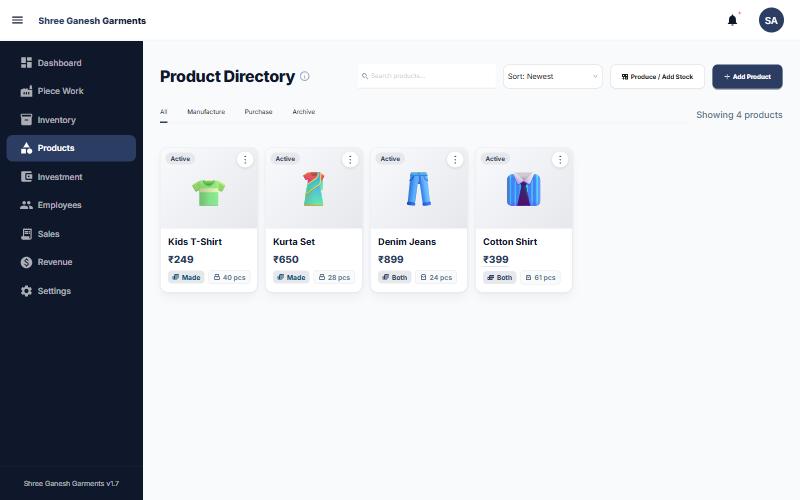 Shree Ganesh Garments
SA
Dashboard
Piece Work
Inventory
Products
Investment
Employees
Sales
Revenue
Settings
Shree Ganesh Garments v1.7
Product Directory
Search products...
Sort: Newest
Produce / Add Stock
Add Product
All
Manufacture
Purchase
Archive
Showing 4 products
Active
Kids T-Shirt
₹249
Made
40 pcs
Active
Kurta Set
₹650
Made
28 pcs
Active
Denim Jeans
₹899
Both
24 pcs
Active
Cotton Shirt
₹399
Both
61 pcs